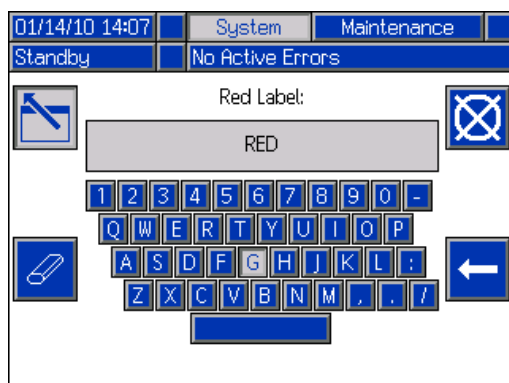 01/14/10 14:07 System Maintenance
Standby No Active Errors
Red Label:
RED
1 2 3 4 5 6 7 8 9 0 -
Q W E R T Y U I O P
A S D F G H J K L :
Z X C V B N M , . /